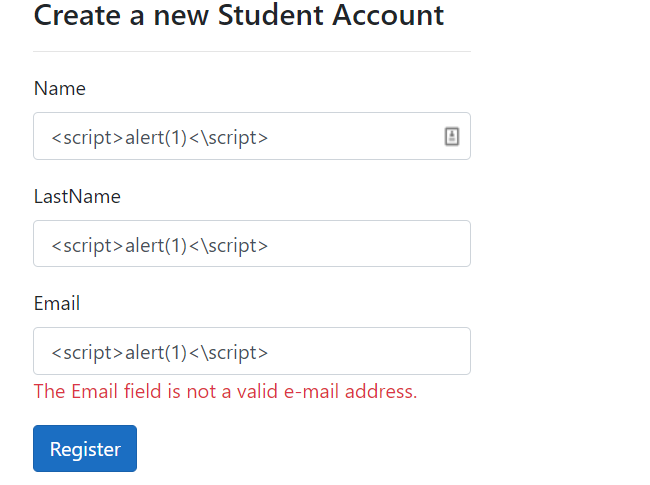 Create a new Student Account
Name
<script>alert(1)<\script>
LastName
<script>alert(1)<\script>
Email
<script>alert(1)<\script>
The Email field is not a valid e-mail address.
Register